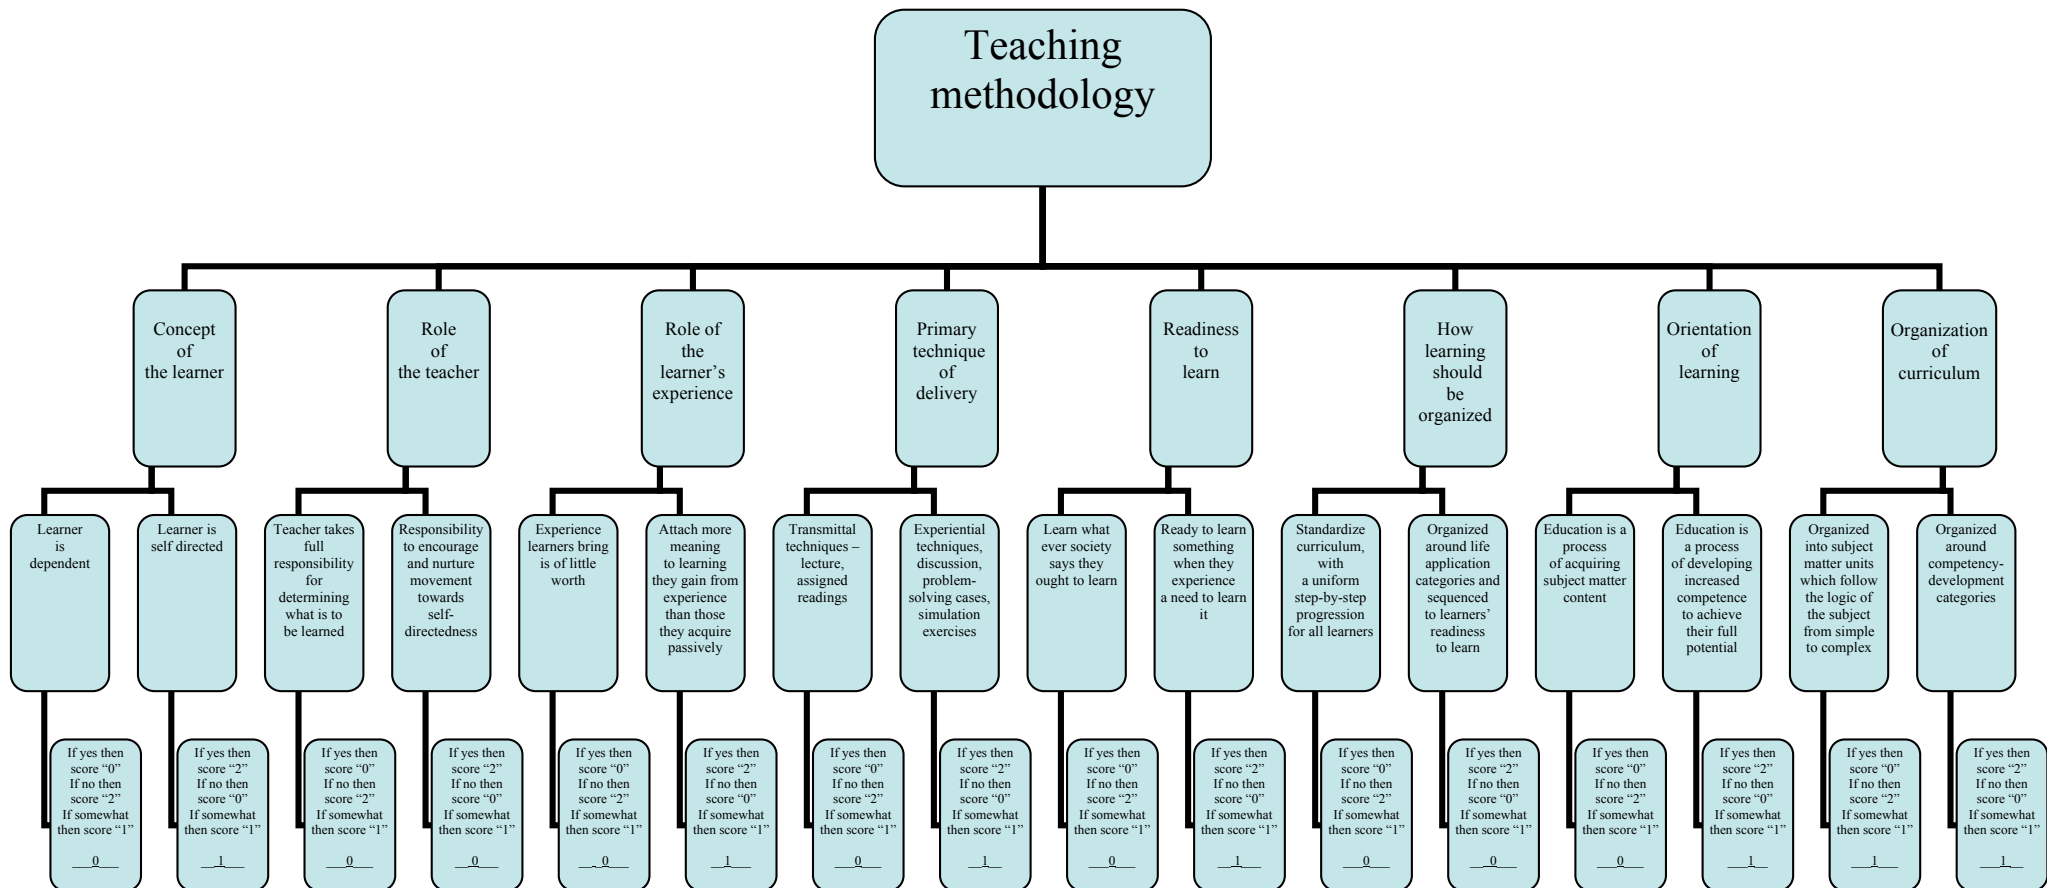 Teaching
methodology
Concept
of
the learner
Role
of
the teacher
Role of
the
learner’s
experience
Primary
technique
of
delivery
Readiness
to
learn
How
learning
should
be
organized
Orientation
of
learning
Organization
of
curriculum
Learner
is
dependent
Learner is
self directed
Teacher takes
full
responsibility
for
determining
what is to
be learned
Responsibility
to encourage
and nurture
movement
towards
self-
directedness
Experience
learners bring
is of little
worth
Attach more
meaning
to learning
they gain from
experience
than those
they acquire
passively
Transmittal
techniques –
lecture,
assigned
readings
Experiential
techniques,
discussion,
problem-
solving cases,
simulation
exercises
Learn what
ever society
says they
ought to learn
Ready to learn
something
when they
experience
a need to learn
it
Standardize
curriculum,
with
a uniform
step-by-step
progression
for all learners
Organized
around life
application
categories and
sequenced
to learners’
readiness
to learn
Education is a
process
of acquiring
subject matter
content
Education is
a process
of developing
increased
competence
to achieve
their full
potential
Organized
into subject
matter units
which follow
the logic of
the subject
from simple
to complex
Organized
around
competency-
development
categories
If yes then
score “0”
If no then
score “2”
If somewhat
then score “1”
___0___
If yes then
score “2”
If no then
score “0”
If somewhat
then score “1”
__1___
If yes then
score “0”
If no then
score “2”
If somewhat
then score “1”
___0___
If yes then
score “2”
If no then
score “0”
If somewhat
then score “1”
__0___
If yes then
score “0”
If no then
score “2”
If somewhat
then score “1”
___0___
If yes then
score “2”
If no then
score “0”
If somewhat
then score “1”
__1___
If yes then
score “0”
If no then
score “2”
If somewhat
then score “1”
___0___
If yes then
score “2”
If no then
score “0”
If somewhat
then score “1”
__1___
If yes then
score “0”
If no then
score “2”
If somewhat
then score “1”
___0___
If yes then
score “2”
If no then
score “0”
If somewhat
then score “1”
__1___
If yes then
score “0”
If no then
score “2”
If somewhat
then score “1”
___0___
If yes then
score “2”
If no then
score “0”
If somewhat
then score “1”
__0___
If yes then
score “0”
If no then
score “2”
If somewhat
then score “1”
___0___
If yes then
score “2”
If no then
score “0”
If somewhat
then score “1”
___1__
If yes then
score “0”
If no then
score “2”
If somewhat
then score “1”
___1___
If yes then
score “2”
If no then
score “0”
If somewhat
then score “1”
__1__